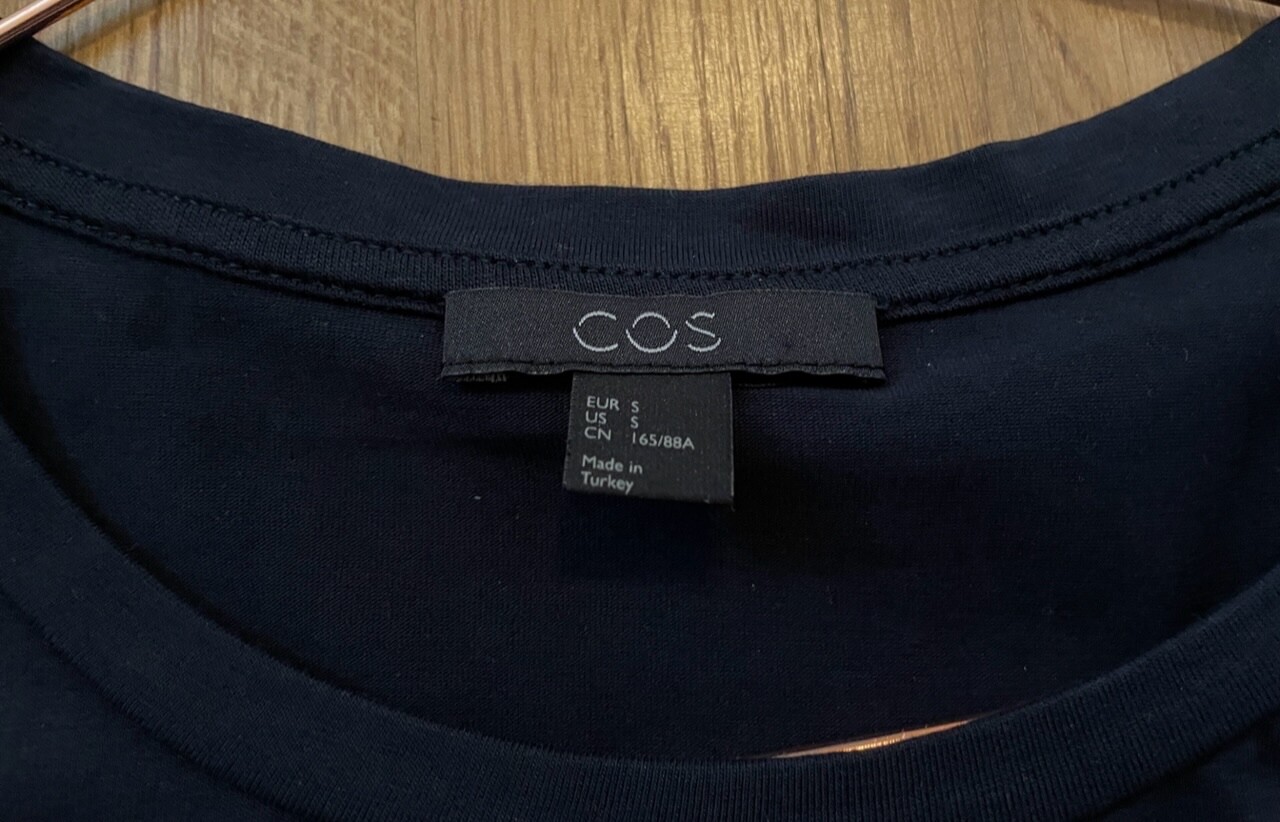 COS
EUR S
US S
CN 165/88A
Made in
Turkey